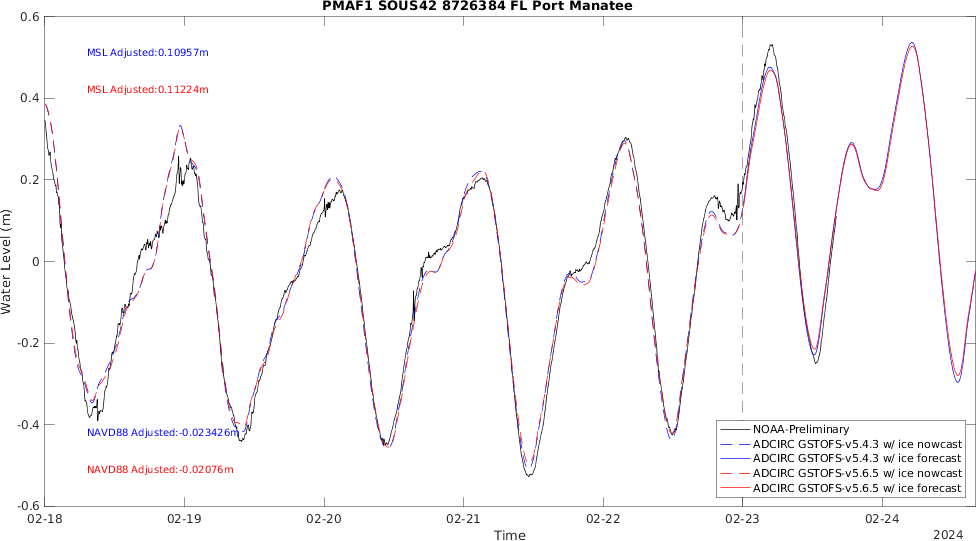 PMAF1 SOUS42 8726384 FL Port Manatee
0.6
MSL Adjusted:0.10957m
MSL Adjusted:0.11224m
0.4
0.2
0
-0.2
-0.4
-0.6
Water Level (m)
NAVD88 Adjusted:-0.023426m
NAVD88 Adjusted:-0.02076m
NOAA-Preliminary
ADCIRC GSTOFS-v5.4.3 w/ ice nowcast
ADCIRC GSTOFS-v5.4.3 w/ ice forecast
ADCIRC GSTOFS-v5.6.5 w/ ice nowcast
ADCIRC GSTOFS-v5.6.5 w/ ice forecast
02-18 02-19 02-20 02-21 02-22 02-23 02-24
Time
2024